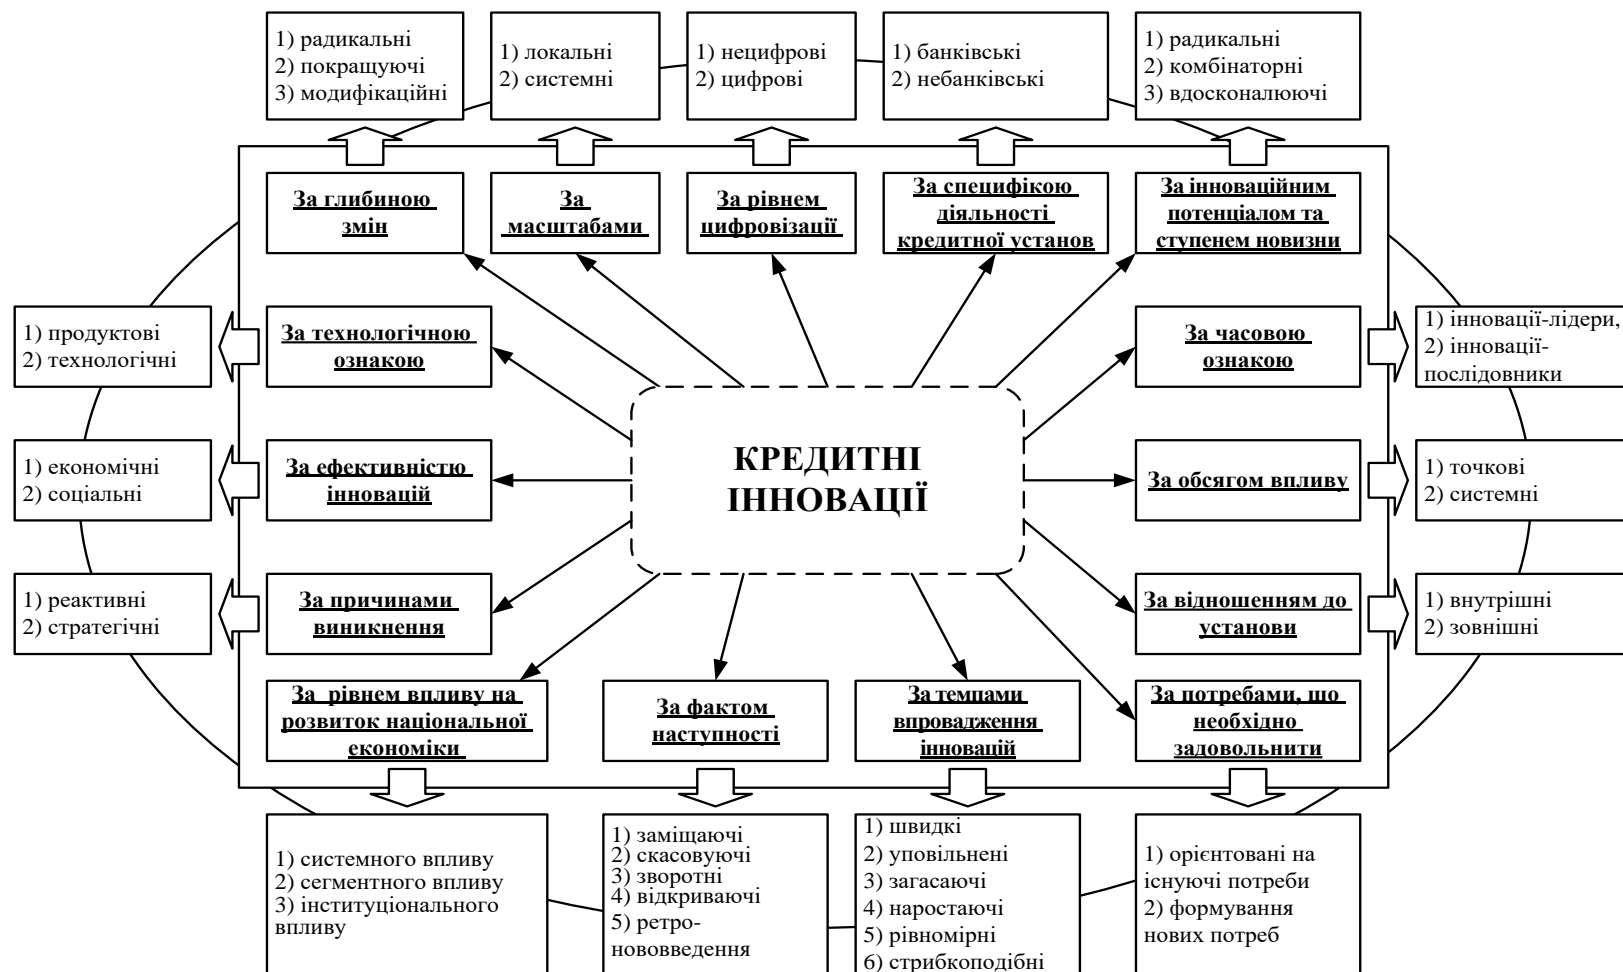 1) радикальні
2) покращуючі
3) модифікаційні
1) локальні
2) системні
1) нецифрові
2) цифрові
1) банківські
2) небанківські
1) радикальні
2) комбінаторні
3) вдосконалюючі
За глибиною
змін
За
масштабами
За рівнем
цифровізації
За специфікою
діяльності
кредитної установ
За інноваційним
потенціалом та
ступенем новизни
1) продуктові
2) технологічні
За технологічною
ознакою
За часовою
ознакою
1) інновації-лідери,
2) інновації-
послідовники
1) економічні
2) соціальні
За ефективністю
інновацій
КРЕДИТНІ
ІННОВАЦІЇ
За обсягом впливу
1) точкові
2) системні
1) реактивні
2) стратегічні
За причинами
виникнення
За відношенням до
установи
1) внутрішні
2) зовнішні
За рівнем впливу на
розвиток національної
економіки
За фактом
наступності
За темпами
впровадження
інновацій
За потребами, що
необхідно
задовольнити
1) системного впливу
2) сегментного впливу
3) інституціонального
впливу
1) заміщаючі
2) скасовуючі
3) зворотні
4) відкриваючі
5) ретро-
нововведення
1) швидкі
2) уповільнені
3) загасаючі
4) наростаючі
5) рівномірні
6) стрибкоподібні
1) орієнтовані на
існуючі потреби
2) формування
нових потреб